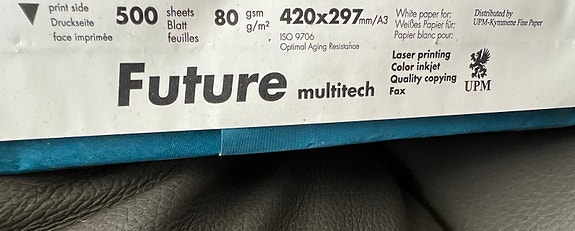 print side
Druckseite
face imprimée
500 sheets
Blatt
feuilles
80 gsm
g/m²
420x297mm/A3
ISO 9706
Optimal Aging Resistance
White paper for:
Weißes Papier für:
Papier blanc pour:
Laser printing
Color inkjet
Quality copying
Fax
Distributed by
UPM-Kymmene Fine Paper
UPM
Future multitech